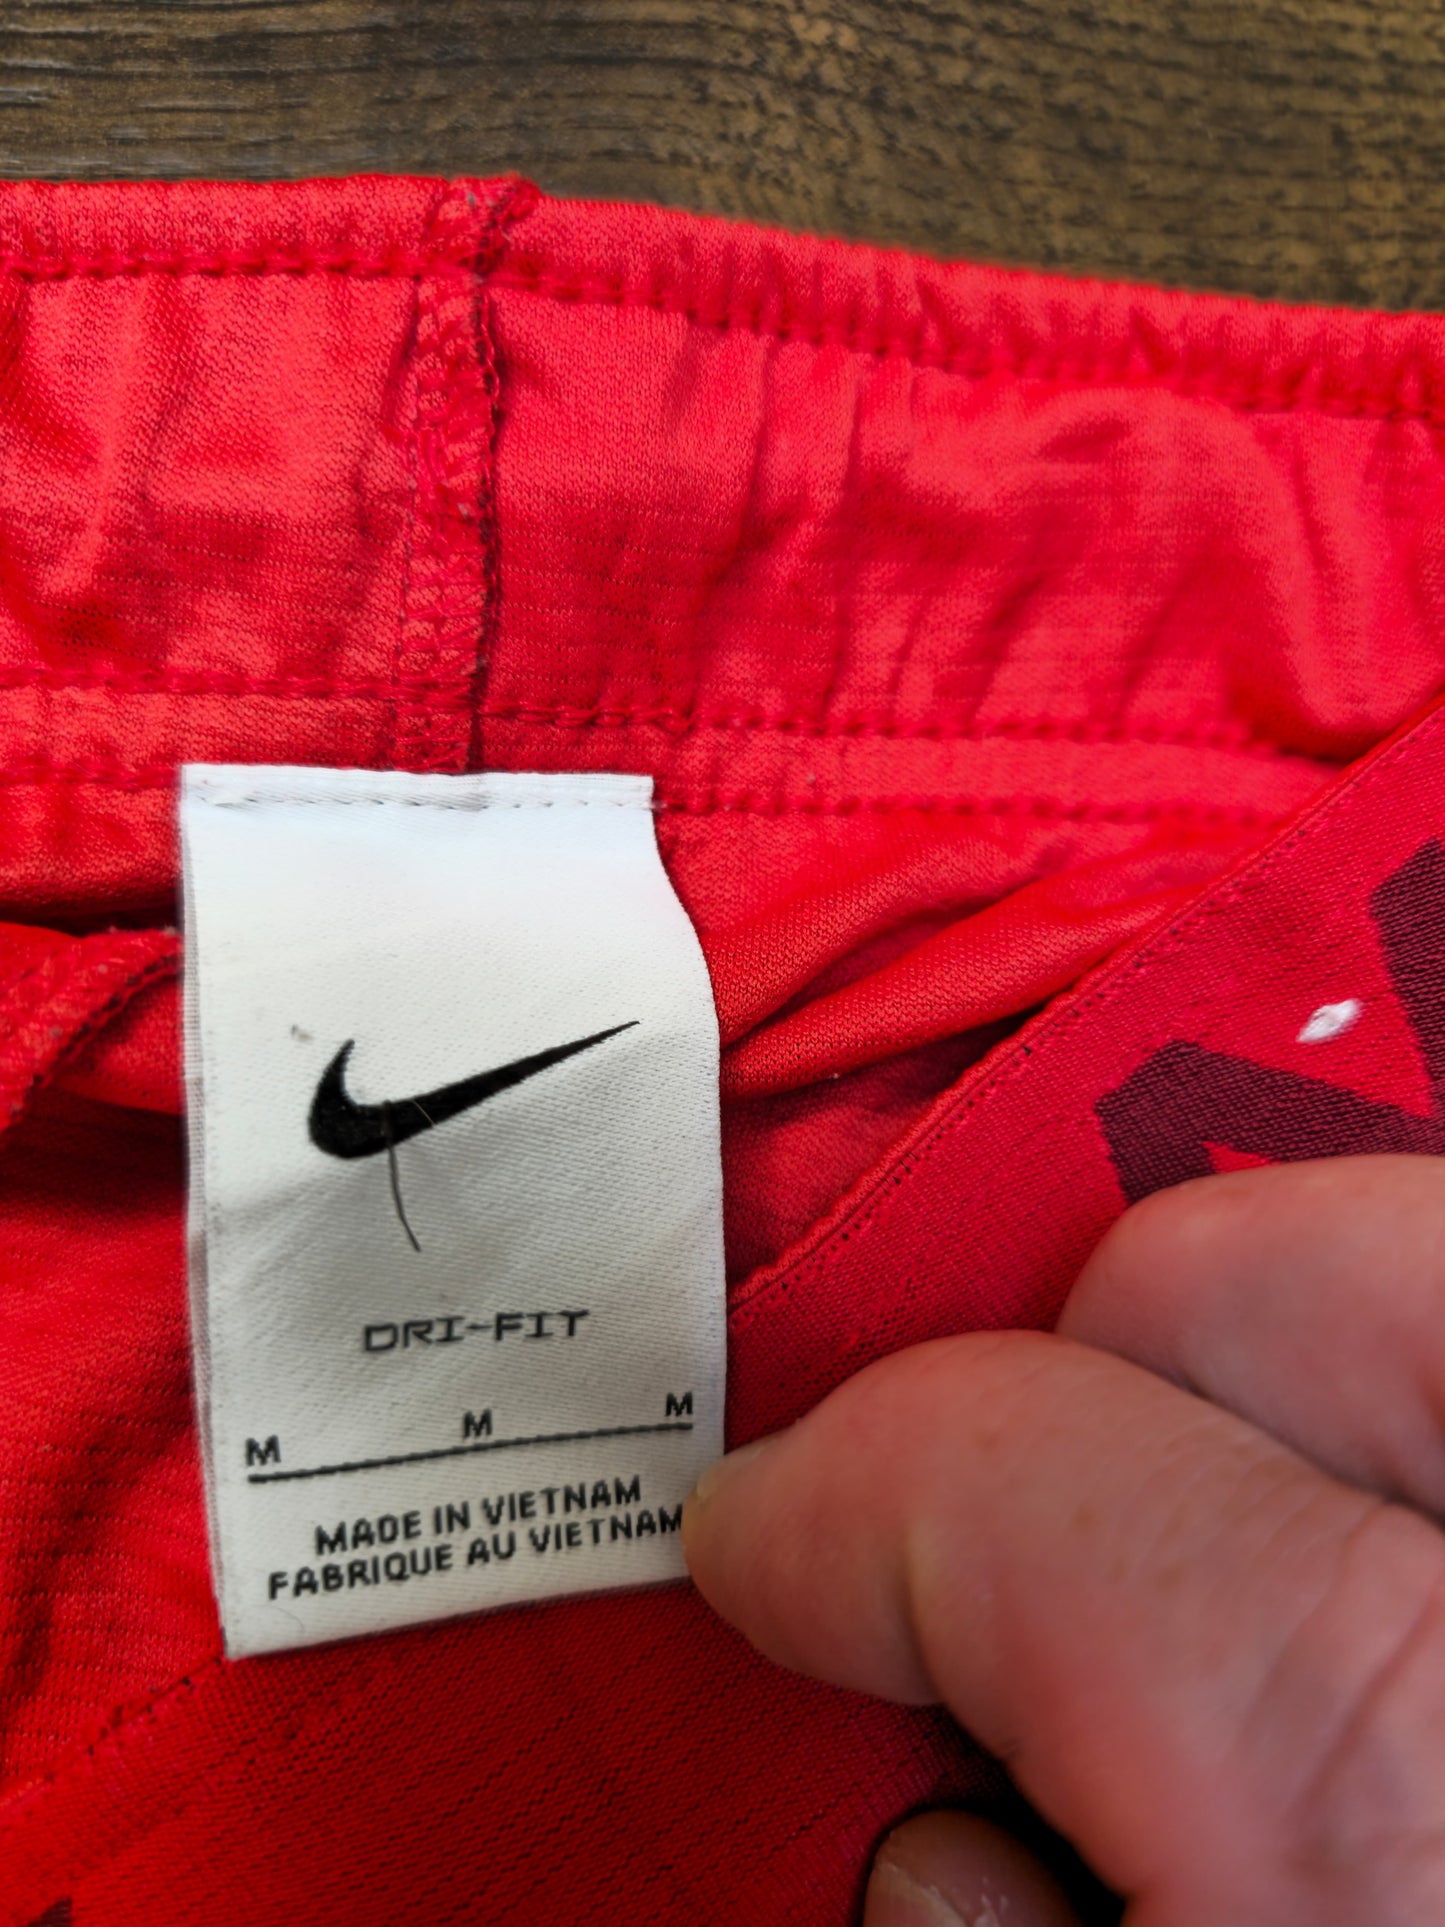 DRI-FIT
M M M
MADE IN VIETNAM
FABRIQUE AU VIETNAM